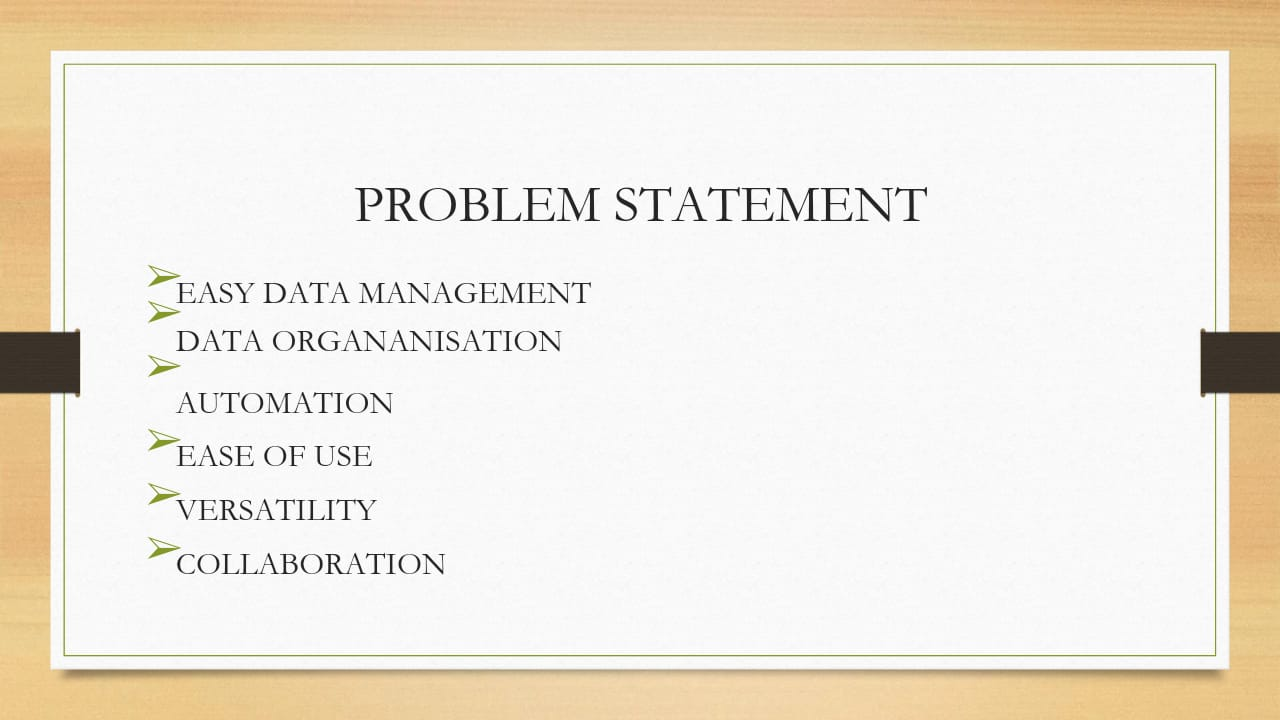 PROBLEM STATEMENT
➢EASY DATA MANAGEMENT
➢DATA ORGANANISATION
➢AUTOMATION
➢EASE OF USE
➢VERSATILITY
➢COLLABORATION